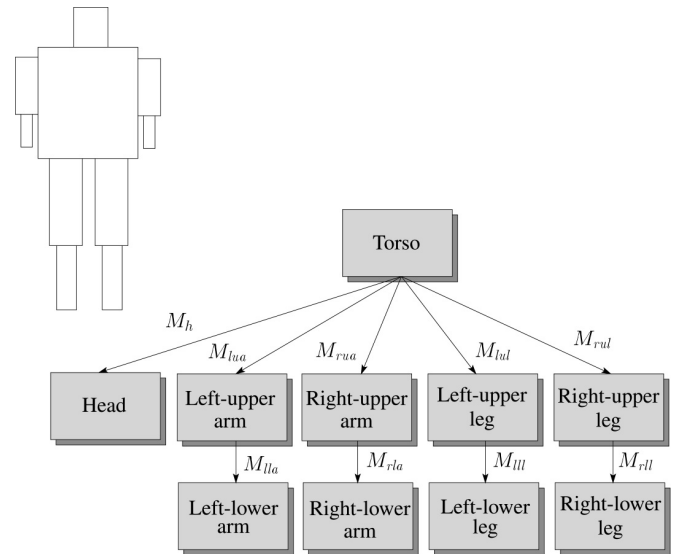 Torso
M_h
M_lua
M_rua
M_lul
M_rul
Head
Left-upper
arm
Right-upper
arm
Left-upper
leg
Right-upper
leg
M_lla
M_rla
M_lll
M_rll
Left-lower
arm
Right-lower
arm
Left-lower
leg
Right-lower
leg